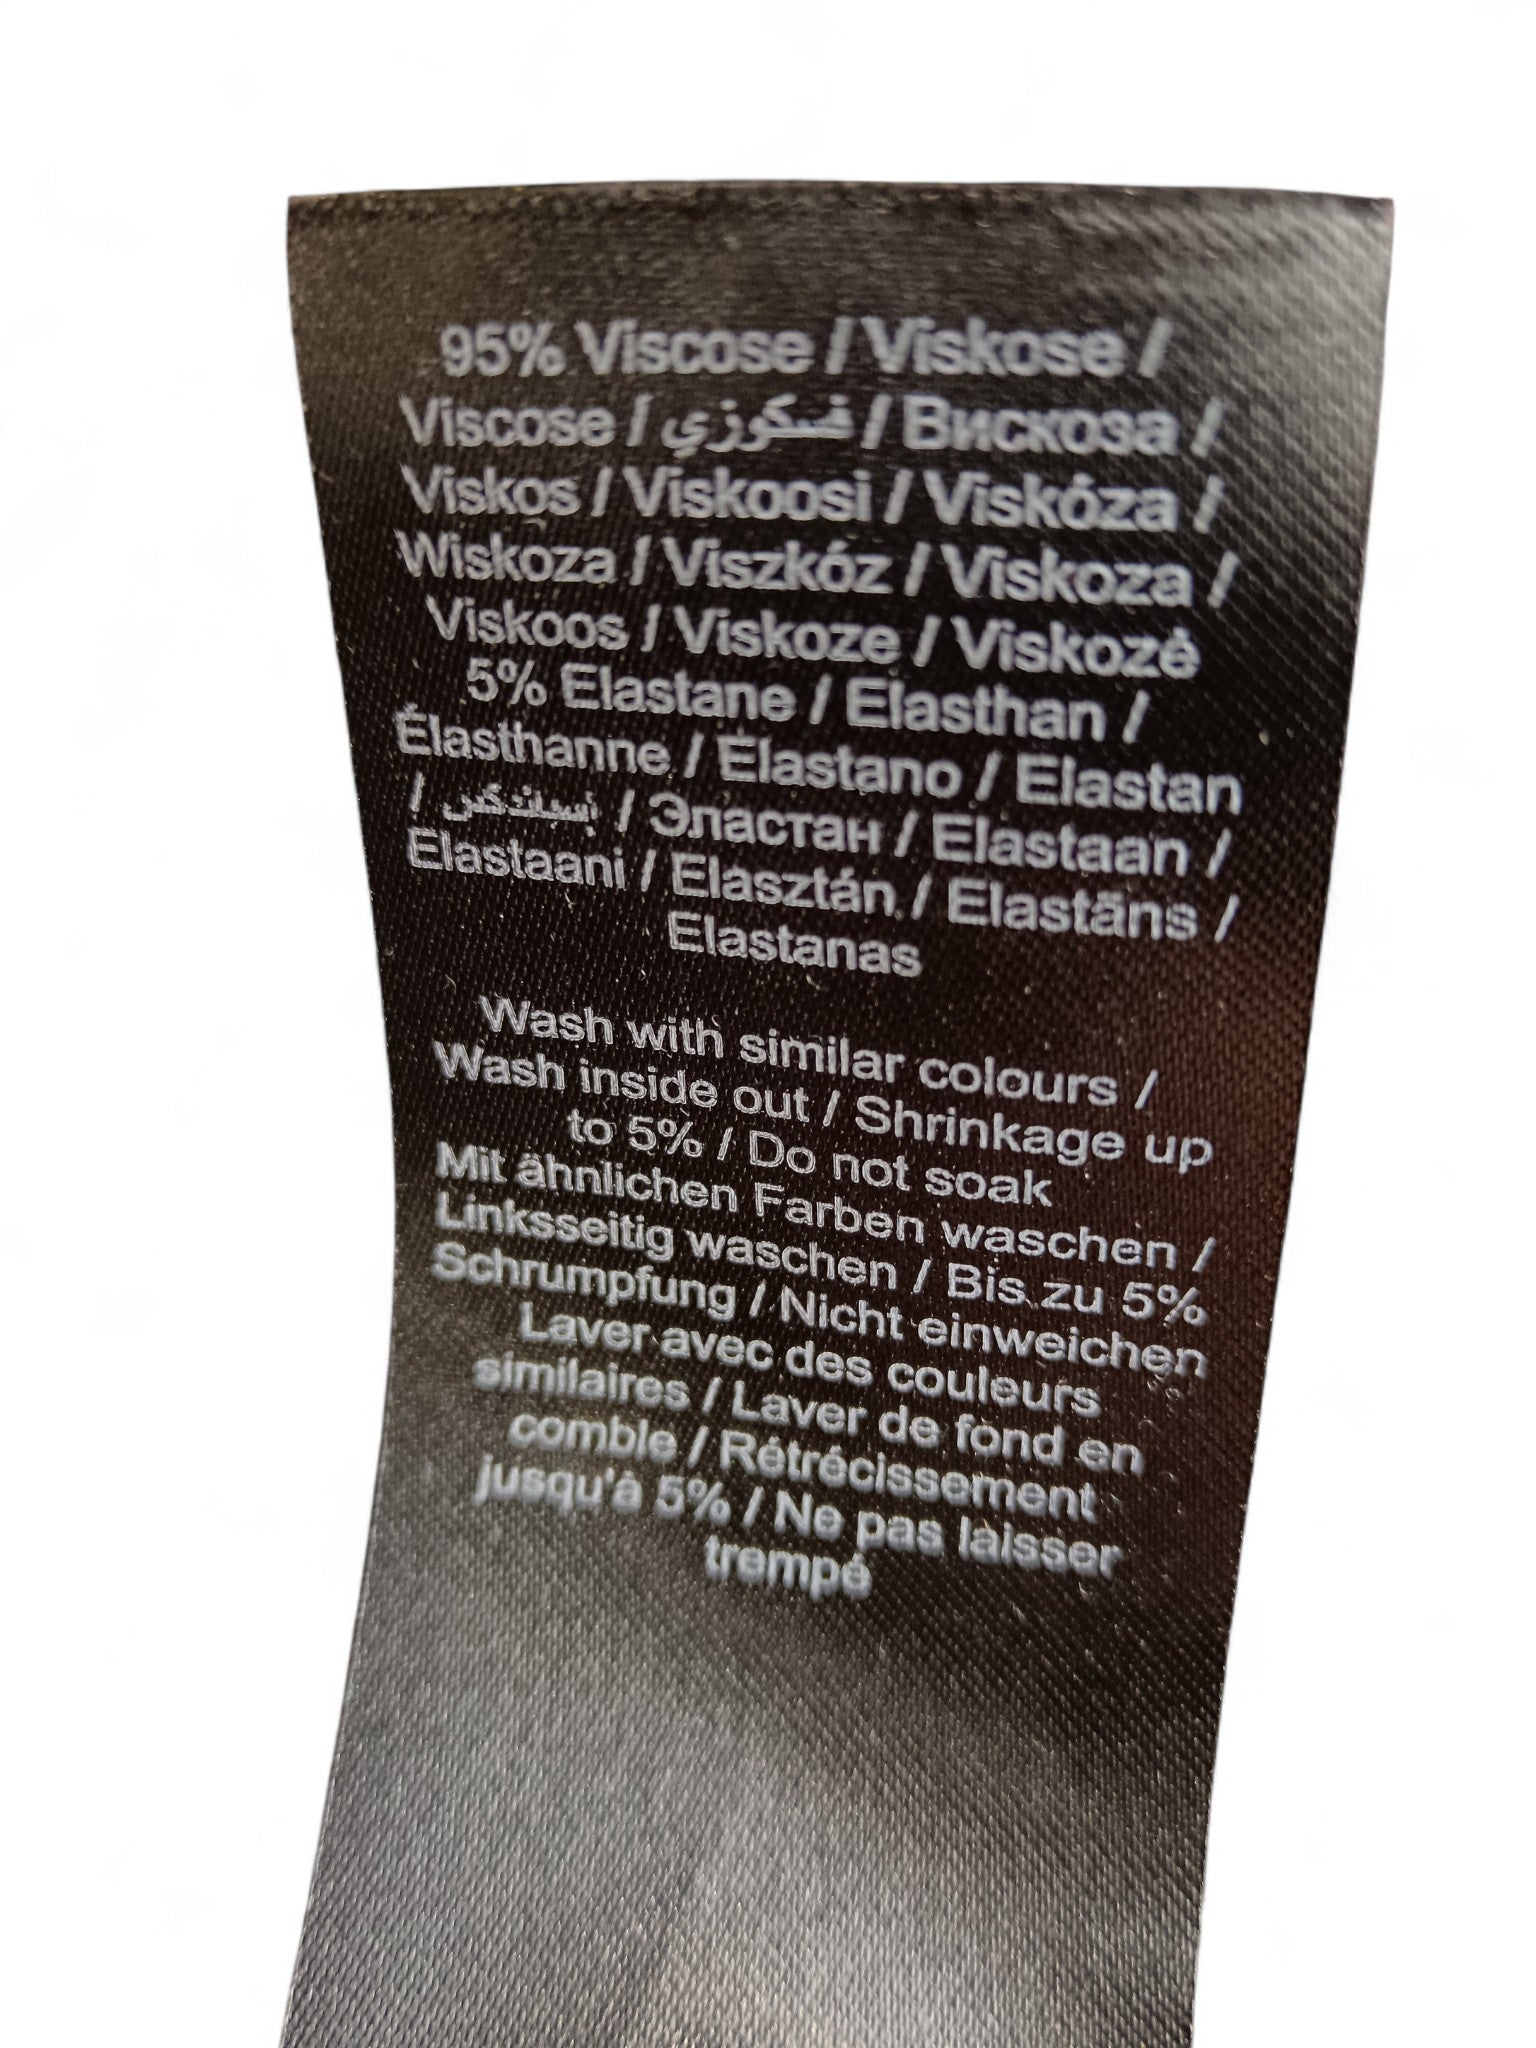 95% Viscose / Viskose /
Viscose / فسكوزي / Вискоза /
Viskos / Viskoosi / Viskóza /
Wiskoza / Viszkóz / Viskoza /
Viskoos / Viskoze / Viskozė
5% Elastane / Elasthan /
Élasthanne / Elastano / Elastan
/ إسباندكس / Эластан / Elastaan /
Elastaani / Elasztán / Elastāns /
Elastanas
Wash with similar colours /
Wash inside out / Shrinkage up
to 5% / Do not soak
Mit ähnlichen Farben waschen /
Linksseitig waschen / Bis zu 5%
Schrumpfung / Nicht einweichen
Laver avec des couleurs
similaires / Laver de fond en
comble / Rétrécissement
jusqu'à 5% / Ne pas laisser
trempé